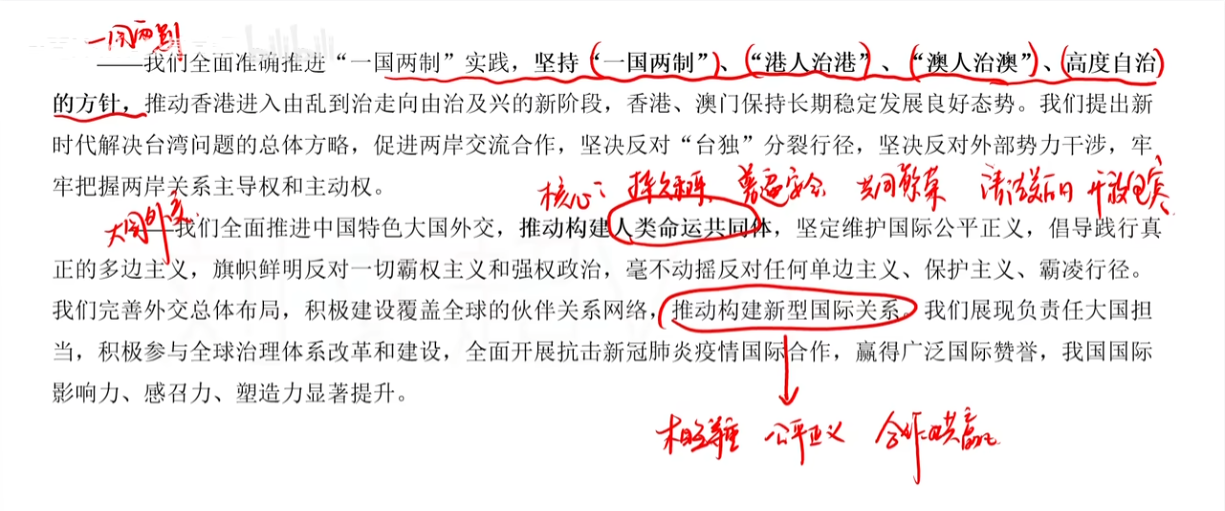 一国两制
——我们全面准确推进“一国两制”实践，坚持“一国两制”、“港人治港”、“澳人治澳”、高度自治
的方针，推动香港进入由乱到治走向由治及兴的新阶段，香港、澳门保持长期稳定发展良好态势。我们提出新
时代解决台湾问题的总体方略，促进两岸交流合作，坚决反对“台独”分裂行径，坚决反对外部势力干涉，牢
牢把握两岸关系主导权和主动权。
核心： 持久和平 普遍安全 共同繁荣 清洁美丽 开放包容
大国外交
——我们全面推进中国特色大国外交，推动构建人类命运共同体，坚定维护国际公平正义，倡导践行真
正的多边主义，旗帜鲜明反对一切霸权主义和强权政治，毫不动摇反对任何单边主义、保护主义、霸凌行径。
我们完善外交总体布局，积极建设覆盖全球的伙伴关系网络，推动构建新型国际关系。我们展现负责任大国担
当，积极参与全球治理体系改革和建设，全面开展抗击新冠肺炎疫情国际合作，赢得广泛国际赞誉，我国国际
影响力、感召力、塑造力显著提升。
相互尊重 公平正义 合作共赢